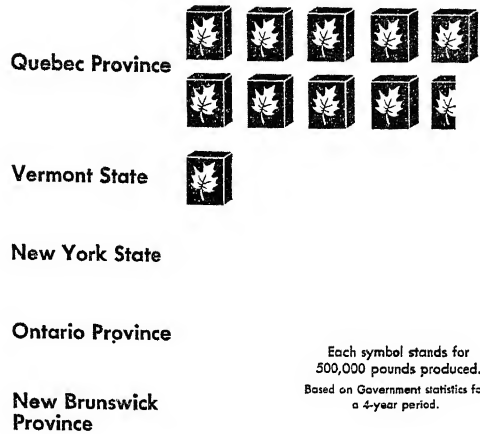 Quebec Province
Vermont State
New York State
Ontario Province
Each symbol stands for
500,000 pounds produced.
Based on Government statistics fo
a 4-year period.
New Brunswick
Province